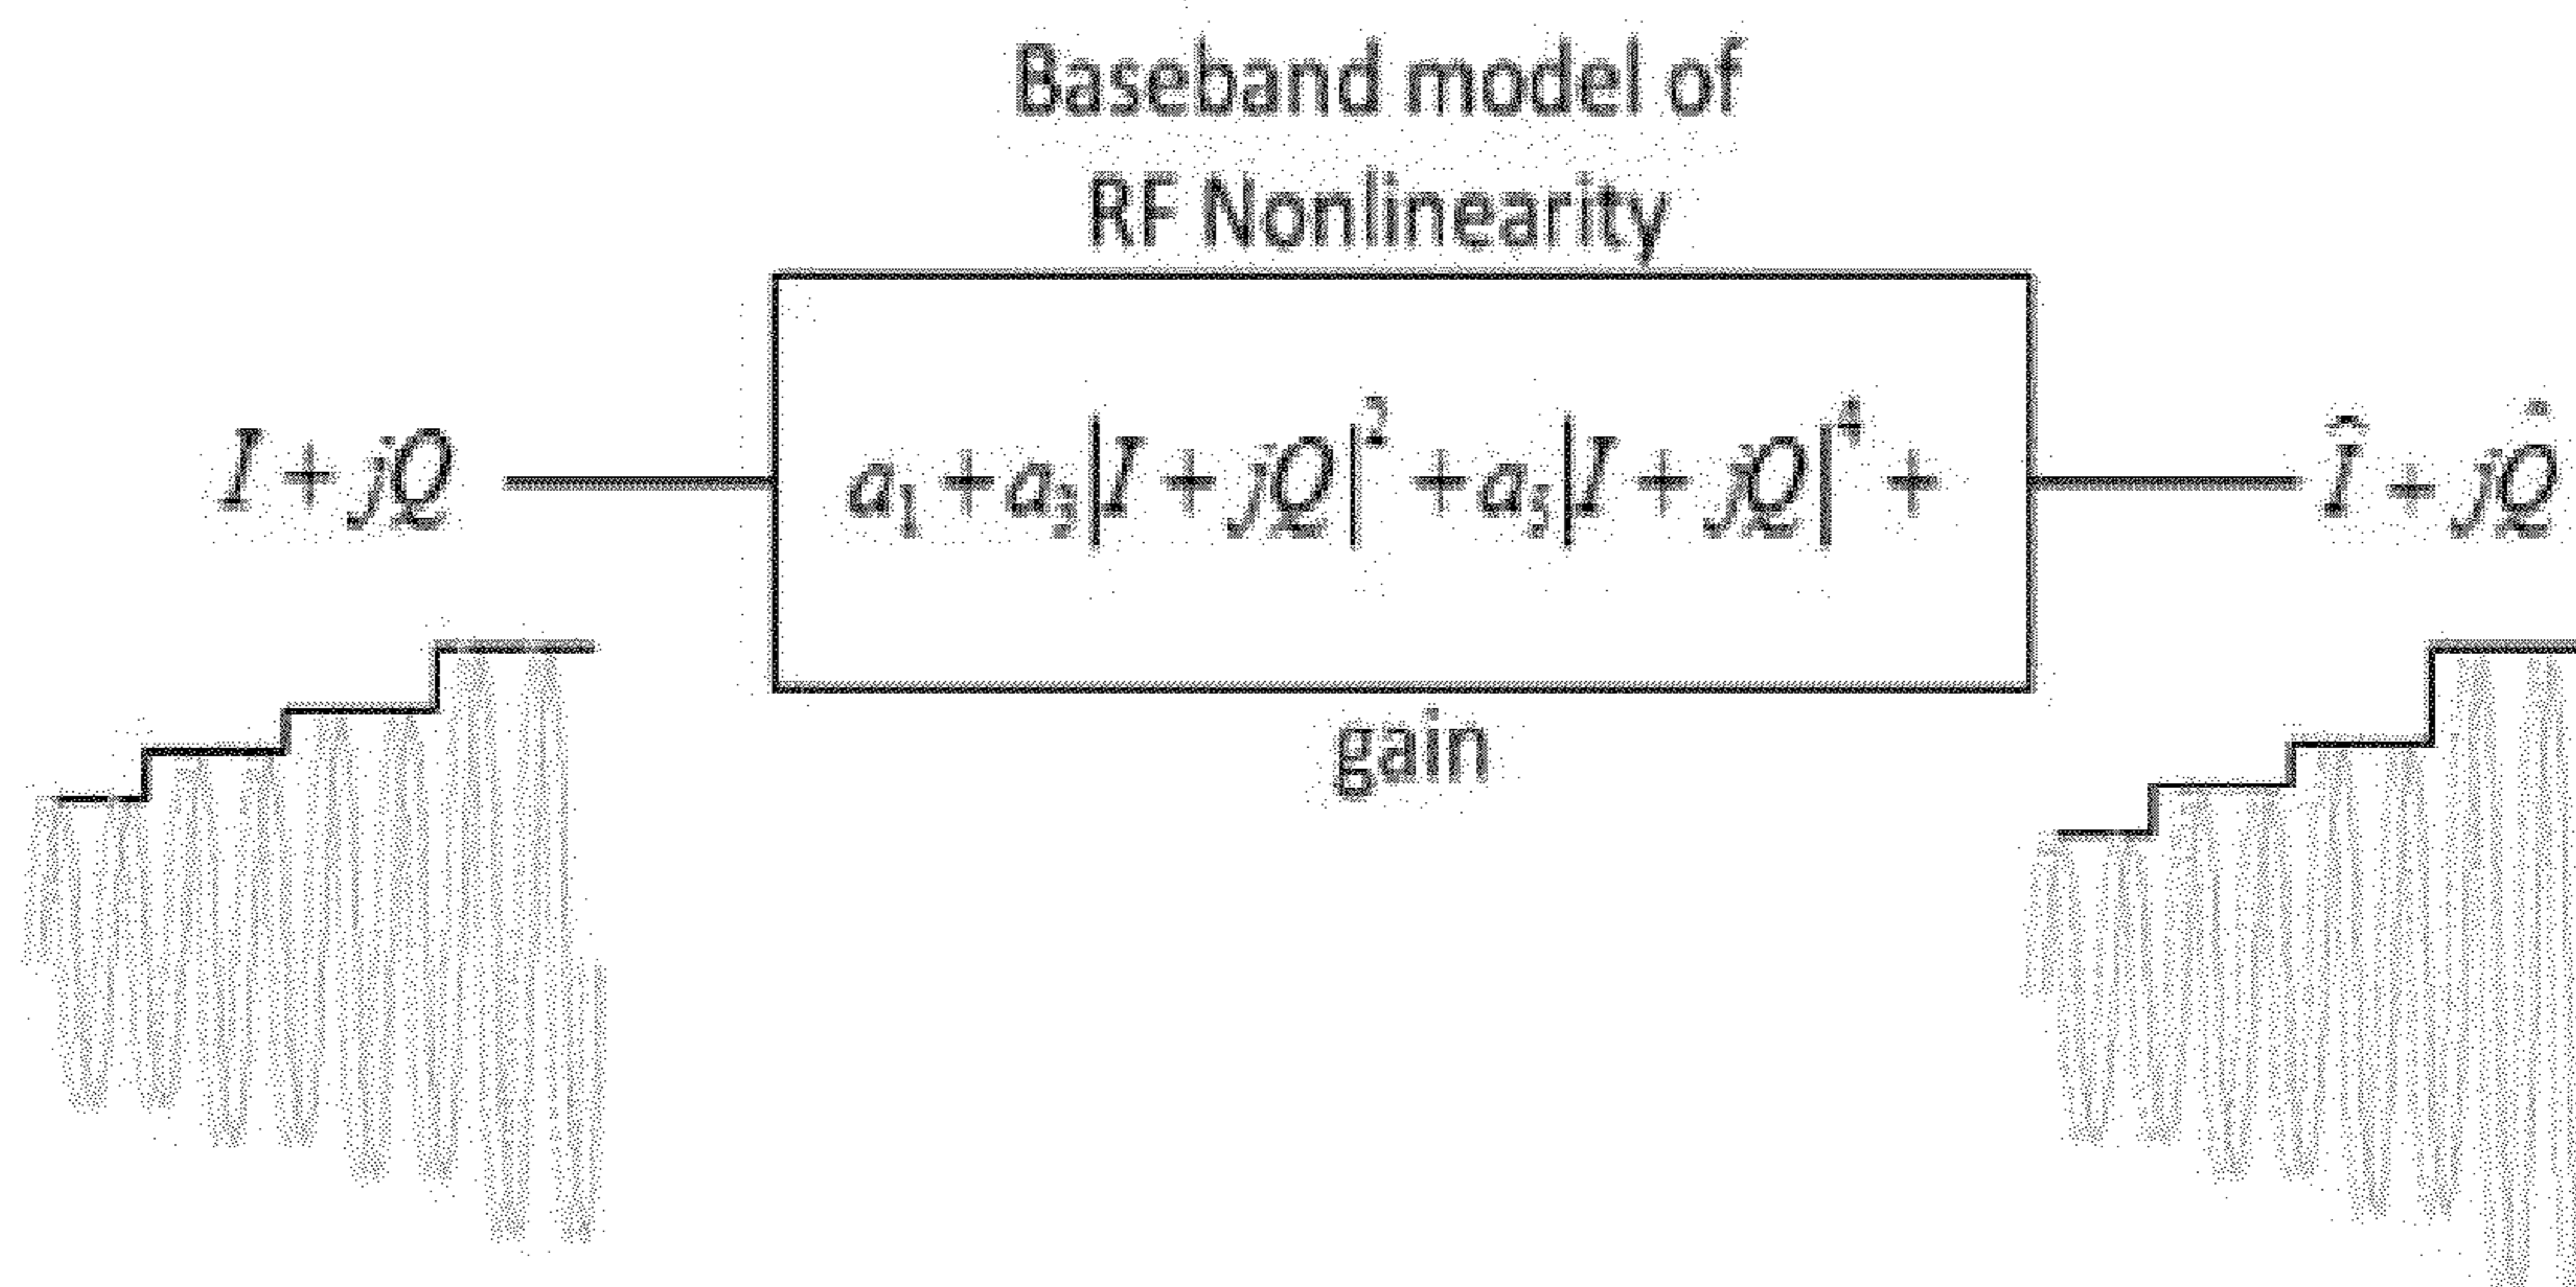 Baseband model of
RF Nonlinearity
I + jQ
a₁ + a₃|I + jQ|² + a₅|I + jQ|⁴ +
Î + jQ̂
gain